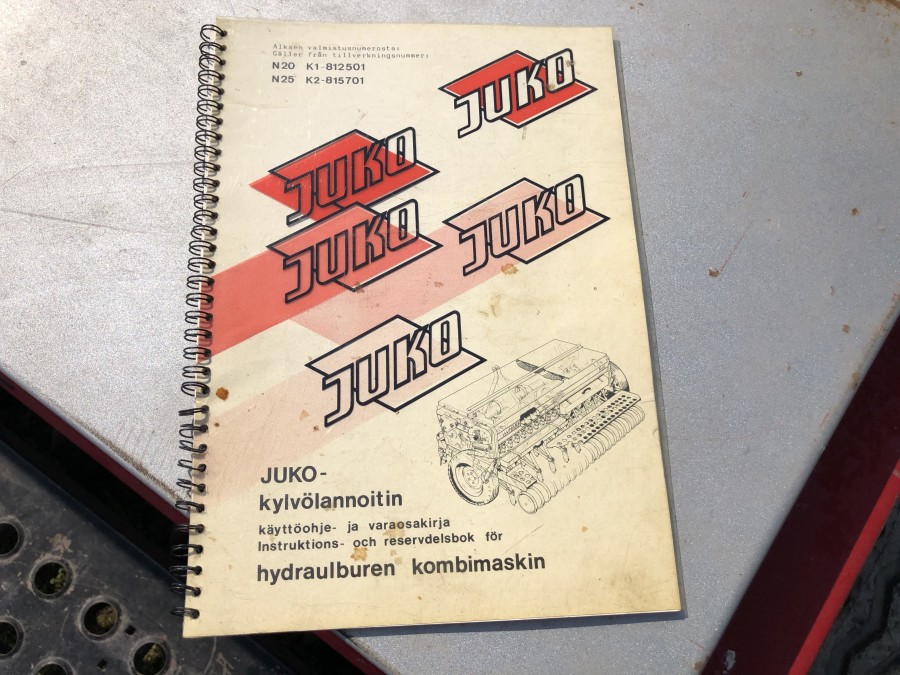 Alkaen valmistusnumerosta:
Gäller från tillverkningsnummer:
N20 K1-812501
N25 K2-815701
JUKO
JUKO
JUKO
JUKO
JUKO
JUKO-
kylvölannoitin
käyttöohje- ja varaosakirja
Instruktions- och reservdelsbok för
hydraulburen kombimaskin